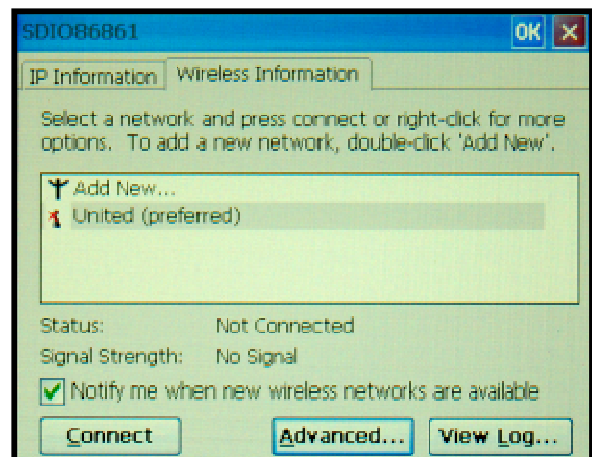 SDIO86861 OK
IP Information Wireless Information
Select a network and press connect or right-click for more
options. To add a new network, double-click 'Add New'.
Add New...
United (preferred)
Status: Not Connected
Signal Strength: No Signal
Notify me when new wireless networks are available
Connect Advanced... View Log...